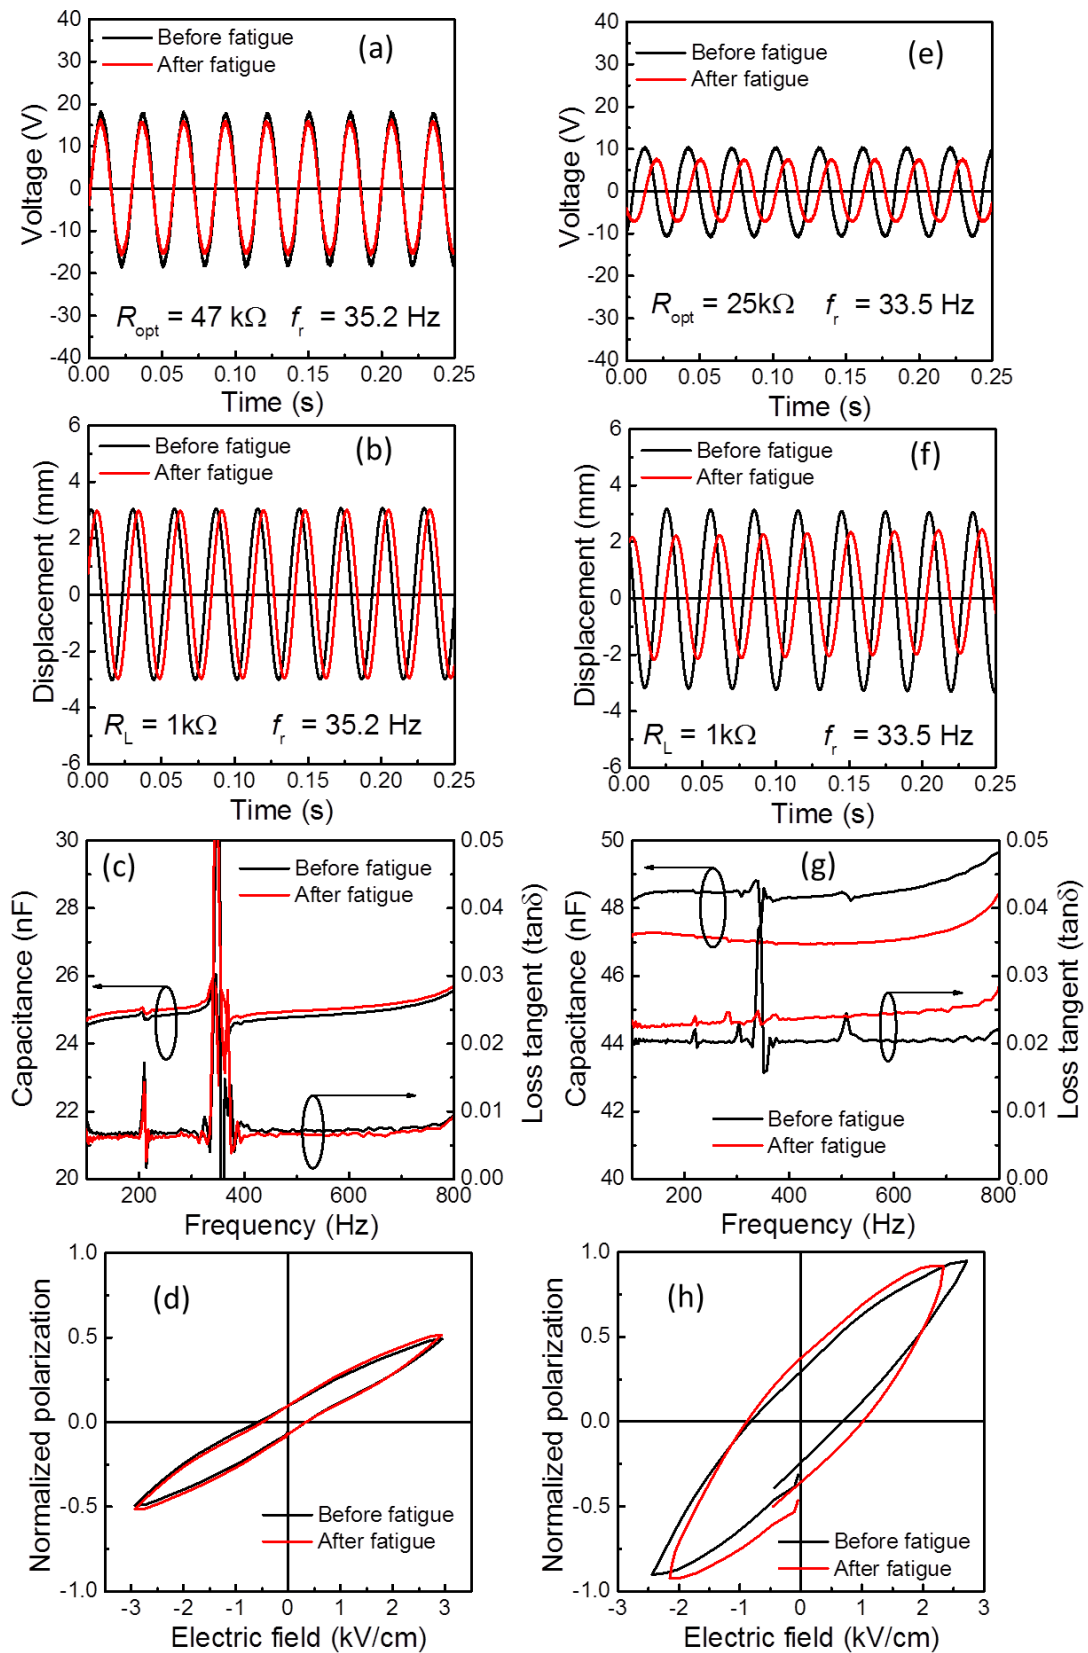 (a)
Before fatigue
After fatigue
40
30
20
10
0
-10
-20
-30
-40
Voltage (V)
R_opt = 47 kΩ f_r = 35.2 Hz
0.00 0.05 0.10 0.15 0.20 0.25
Time (s)
(e)
Before fatigue
After fatigue
40
30
20
10
0
-10
-20
-30
-40
Voltage (V)
R_opt = 25kΩ f_r = 33.5 Hz
0.00 0.05 0.10 0.15 0.20 0.25
Time (s)
(b)
Before fatigue
After fatigue
6
4
2
0
-2
-4
-6
Displacement (mm)
R_L = 1kΩ f_r = 35.2 Hz
0.00 0.05 0.10 0.15 0.20 0.25
Time (s)
(f)
Before fatigue
After fatigue
6
4
2
0
-2
-4
-6
Displacement (mm)
R_L = 1kΩ f_r = 33.5 Hz
0.00 0.05 0.10 0.15 0.20 0.25
Time (s)
(c)
Before fatigue
After fatigue
30
28
26
24
22
20
Capacitance (nF)
0.05
0.04
0.03
0.02
0.01
0.00
Loss tangent (tanδ)
200 400 600 800
Frequency (Hz)
(g)
50
48
46
44
42
40
Capacitance (nF)
0.05
0.04
0.03
0.02
0.01
0.00
Loss tangent (tanδ)
Before fatigue
After fatigue
200 400 600 800
Frequency (Hz)
(d)
1.0
0.5
0.0
-0.5
-1.0
Normalized polarization
Before fatigue
After fatigue
-3 -2 -1 0 1 2 3
Electric field (kV/cm)
(h)
1.0
0.5
0.0
-0.5
-1.0
Normalized polarization
Before fatigue
After fatigue
-3 -2 -1 0 1 2 3
Electric field (kV/cm)